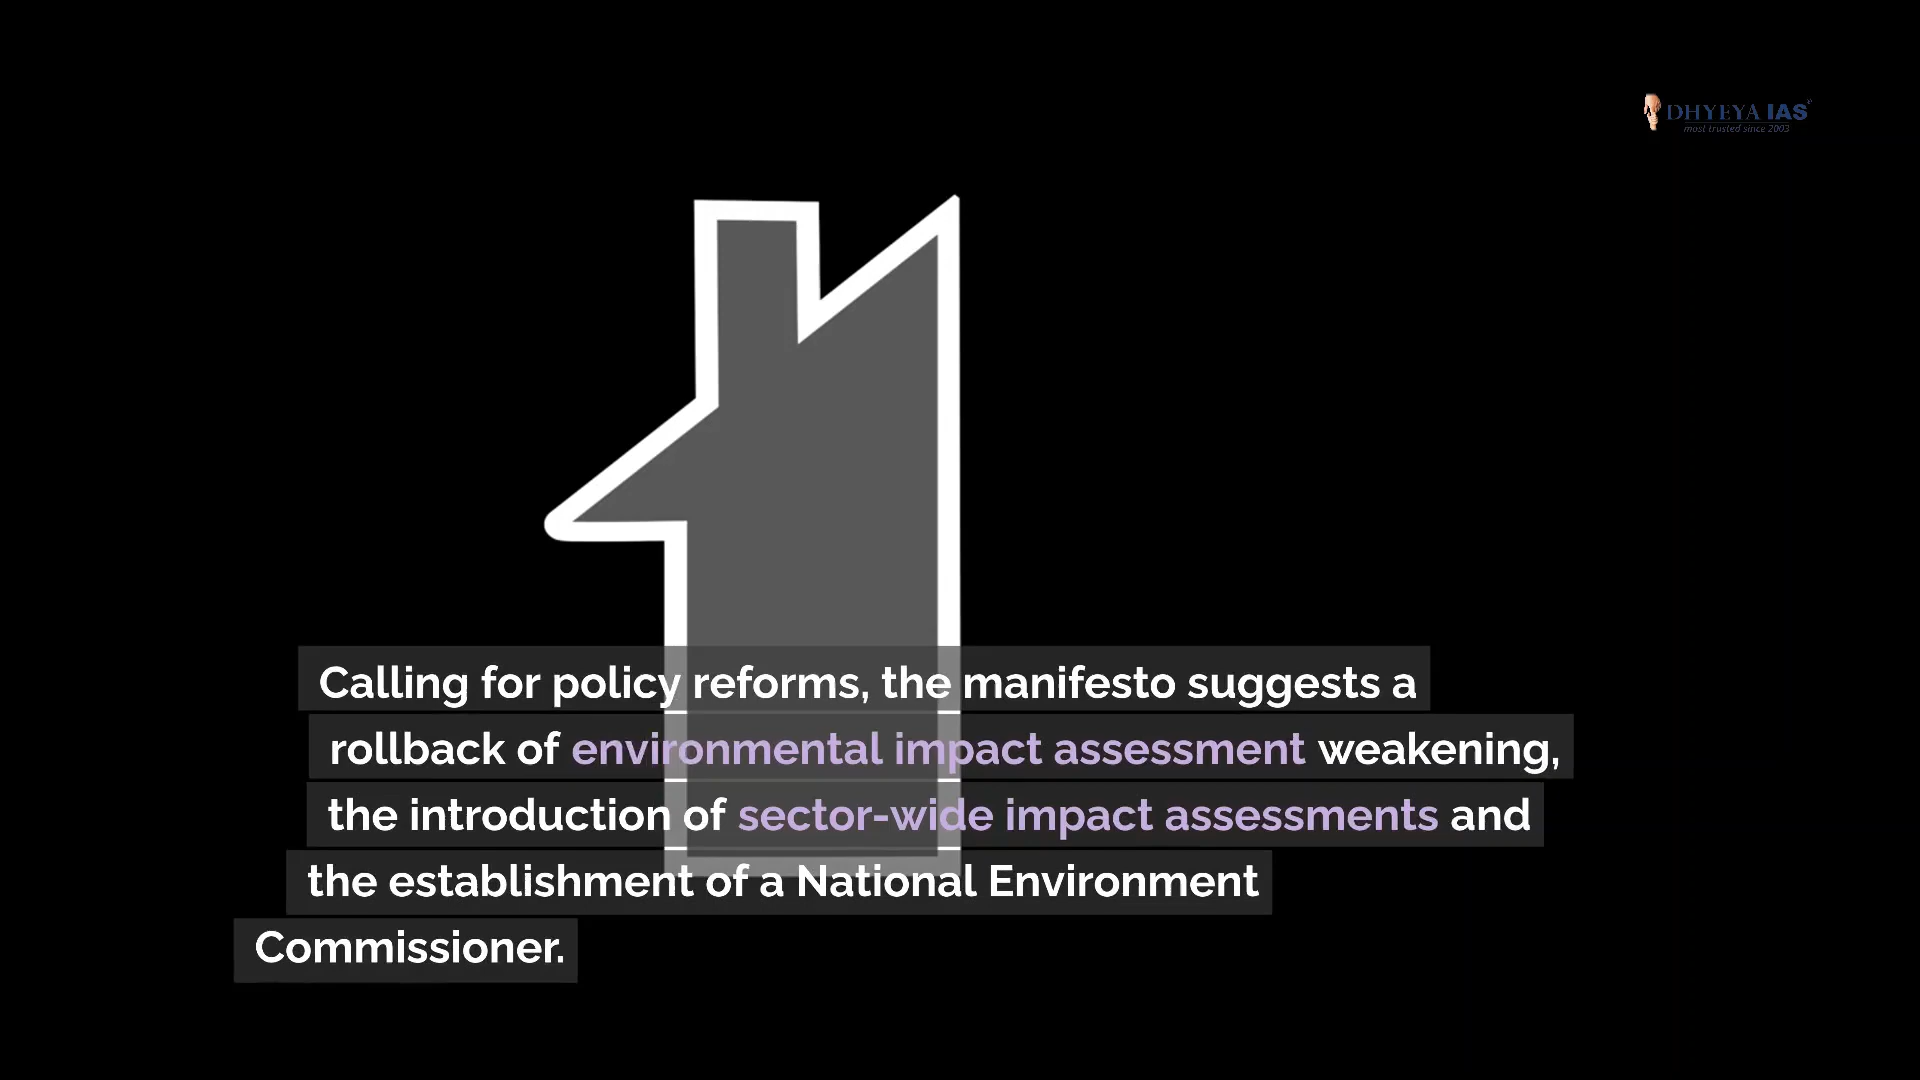 DHYEYA IAS
most trusted since 2003
Calling for policy reforms, the manifesto suggests a
rollback of environmental impact assessment weakening,
the introduction of sector-wide impact assessments and
the establishment of a National Environment
Commissioner.